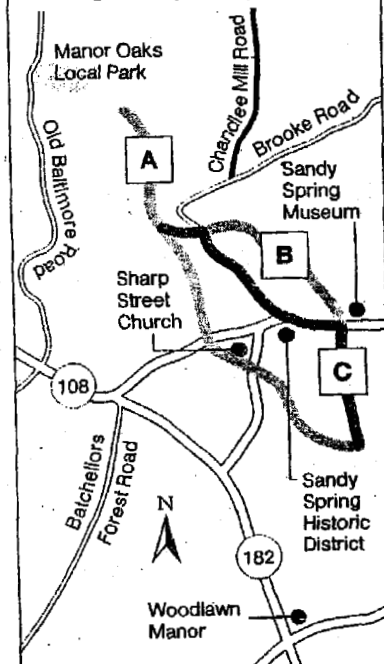 Manor Oaks
Local Park
Chandlee Mill Road
Brooke Road
Old Baltimore
Road
A
Sandy
Spring
Museum
B
Sharp
Street
Church
C
108
Batchellors
Forest Road
N
Sandy
Spring
Historic
District
182
Woodlawn
Manor